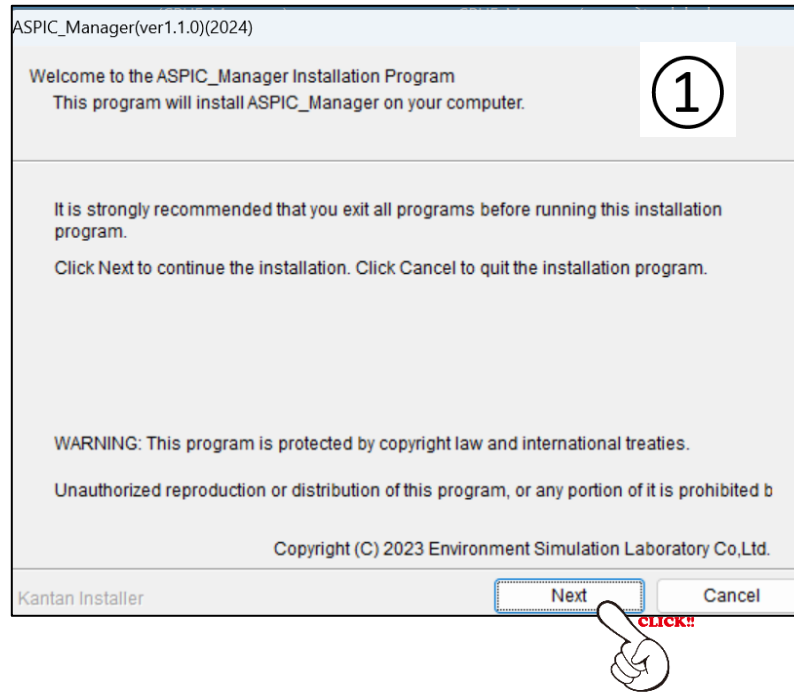 ASPIC_Manager(ver1.1.0)(2024)
Welcome to the ASPIC_Manager Installation Program
This program will install ASPIC_Manager on your computer.
①
It is strongly recommended that you exit all programs before running this installation
program.
Click Next to continue the installation. Click Cancel to quit the installation program.
WARNING: This program is protected by copyright law and international treaties.
Unauthorized reproduction or distribution of this program, or any portion of it is prohibited b
Copyright (C) 2023 Environment Simulation Laboratory Co,Ltd.
Kantan Installer
Next
Cancel
CLICK!!